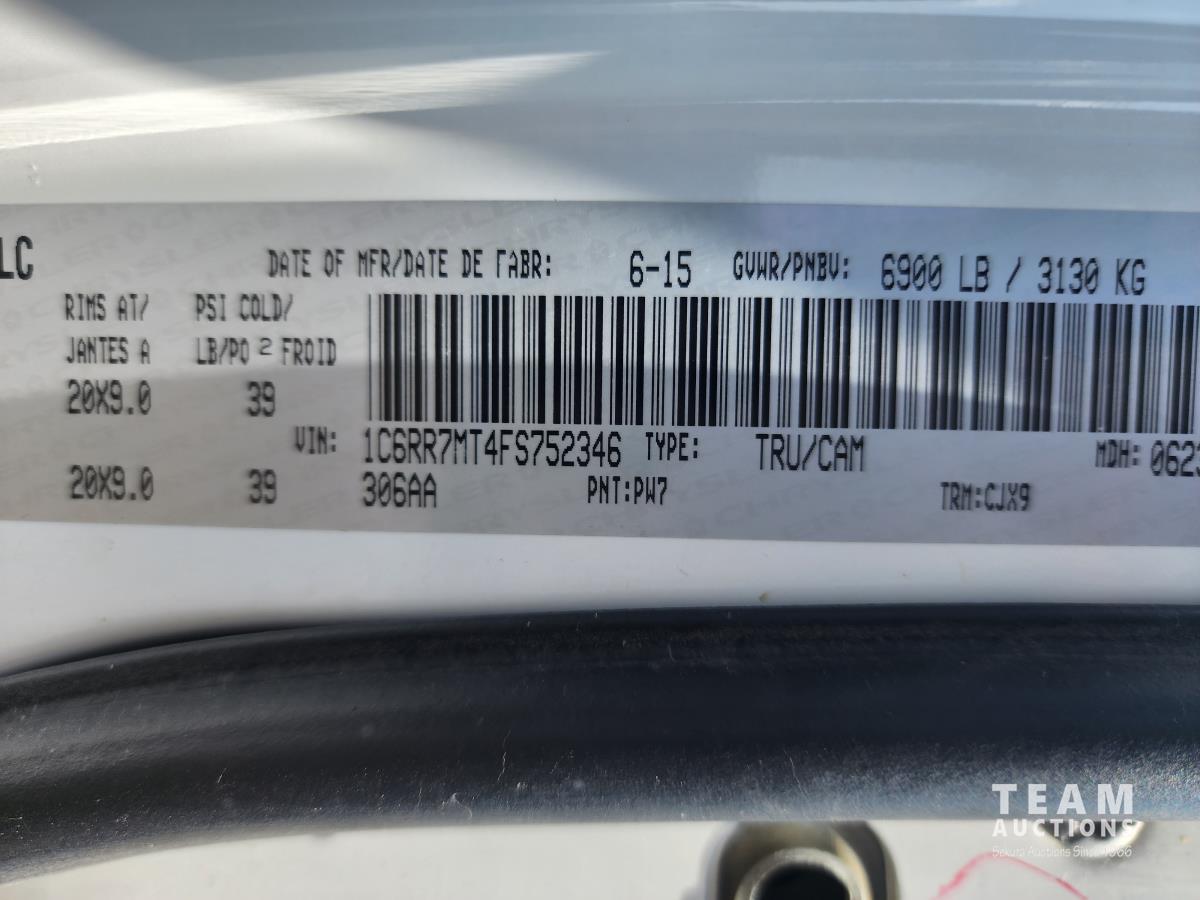 LC
DATE OF MFR/DATE DE FABR: 6-15 GVWR/PNBV: 6900 LB / 3130 KG
RIMS AT/ PSI COLD/
JANTES A LB/PO 2 FROID
20X9.0 39
VIN: 1C6RR7MT4FS752346 TYPE: TRU/CAM MDH: 0623
20X9.0 39 306AA PNT:PW7 TRM:CJX9
TEAM
AUCTIONS